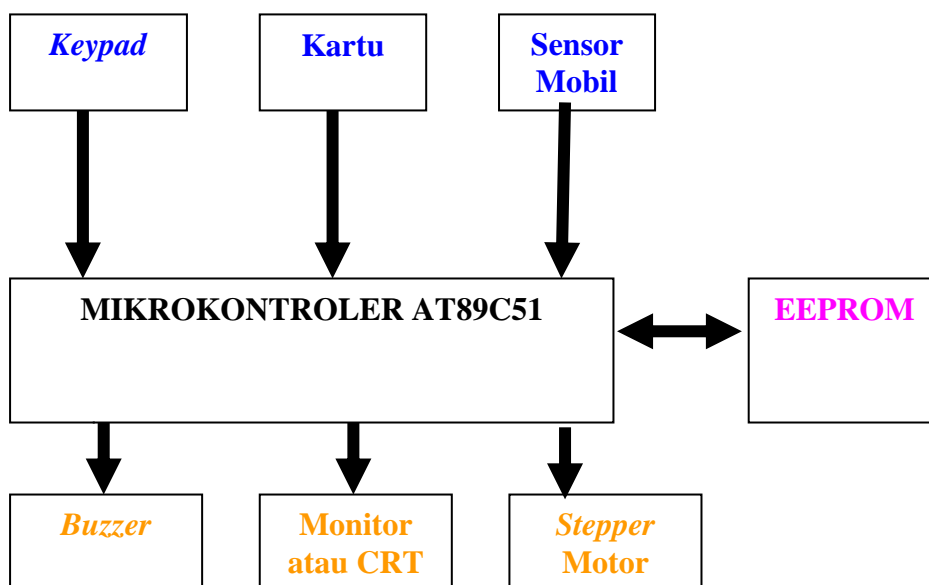 Keypad
Kartu
Sensor
Mobil
MIKROKONTROLER AT89C51
EEPROM
Buzzer
Monitor
atau CRT
Stepper
Motor